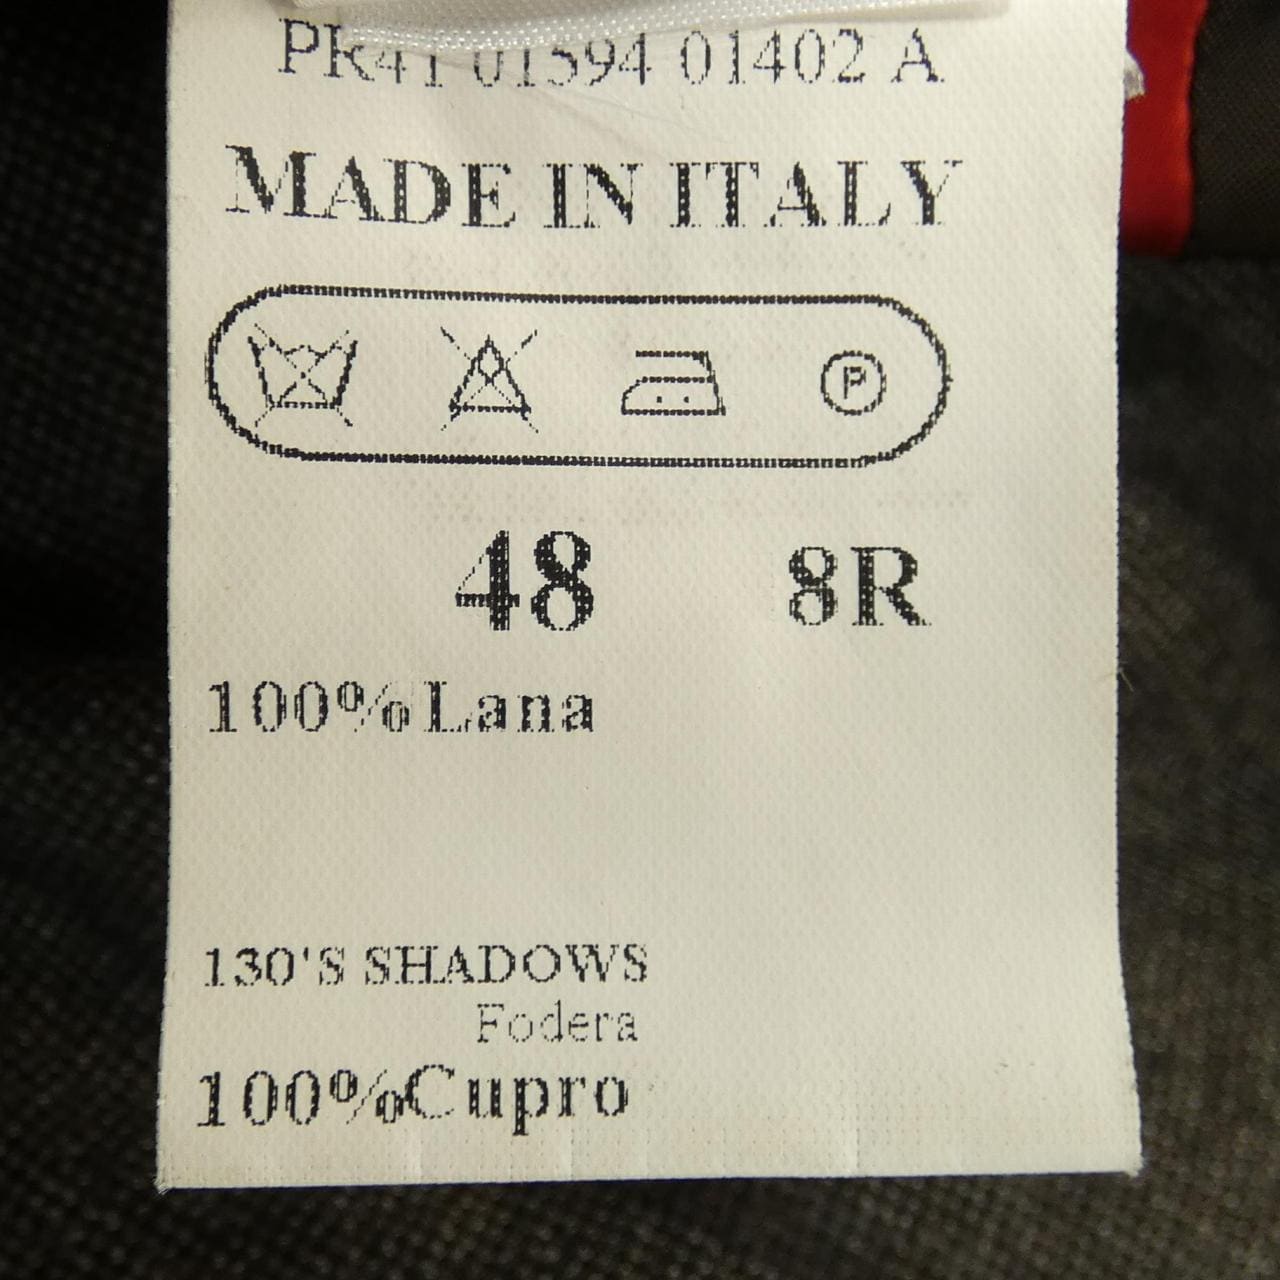 PK41 01594 01402 A
MADE IN ITALY
P
48 8R
100% Lana
130'S SHADOWS
Fodera
100% Cupro